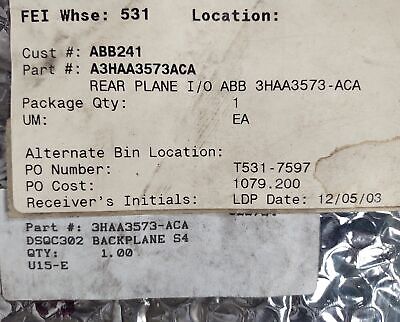 FEI Whse: 531 Location:
Cust #: ABB241
Part #: A3HAA3573ACA
REAR PLANE I/O ABB 3HAA3573-ACA
Package Qty: 1
UM: EA
Alternate Bin Location:
PO Number: T531-7597
PO Cost: 1079.200
Receiver's Initials: LDP Date: 12/05/03
Part #: 3HAA3573-ACA
DSQC302 BACKPLANE S4
QTY: 1.00
U15-E